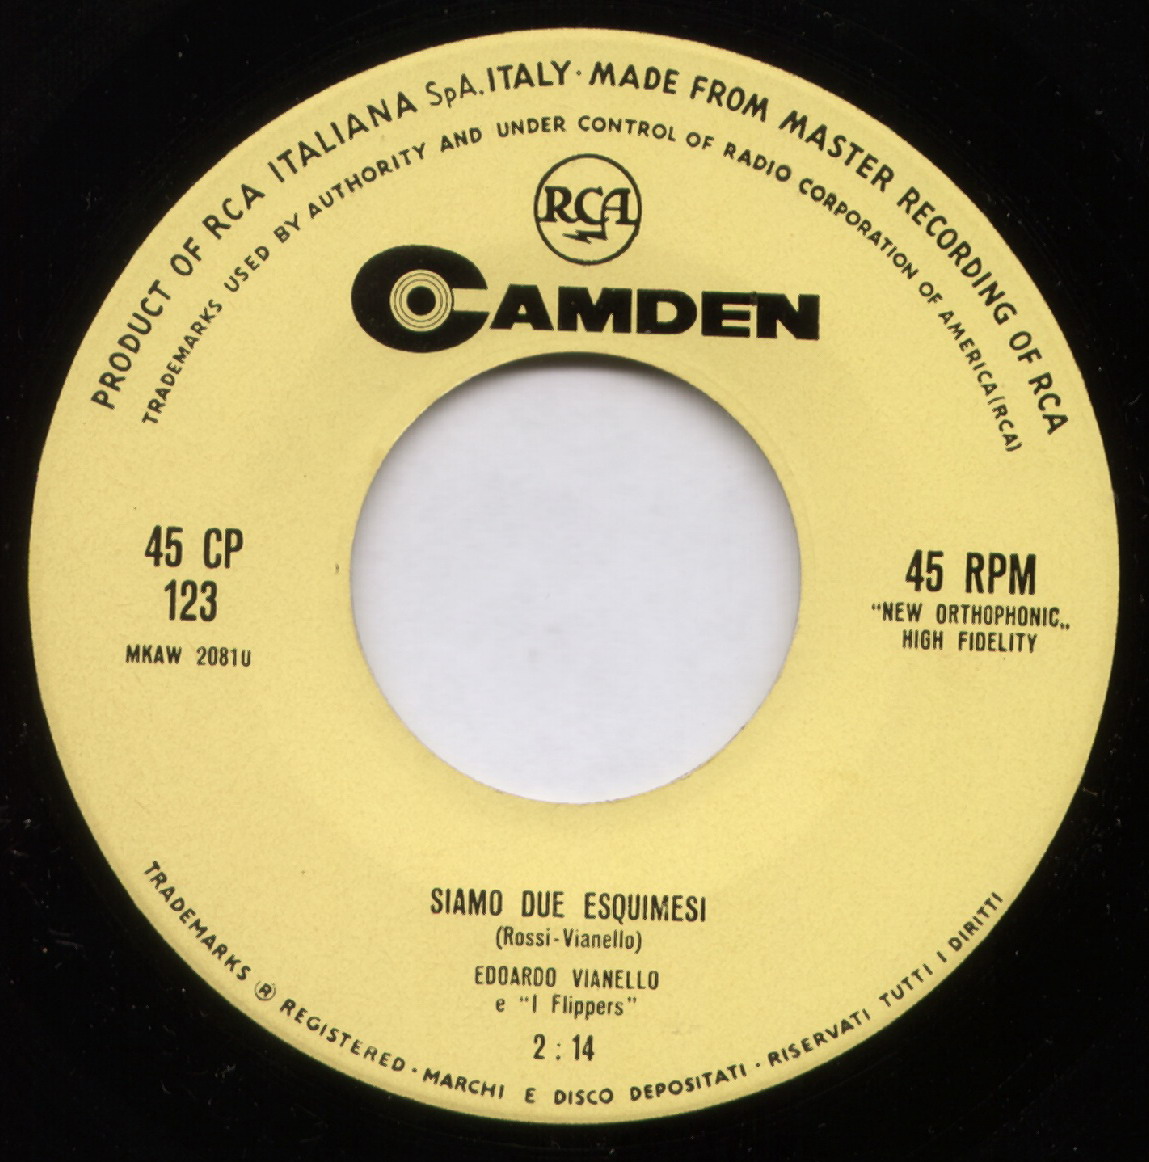 PRODUCT OF RCA ITALIANA SpA. ITALY · MADE FROM MASTER RECORDING OF RCA
TRADEMARKS USED BY AUTHORITY AND UNDER CONTROL OF RADIO CORPORATION OF AMERICA (RCA)
RCA
CAMDEN
45 CP
123
MKAW 20810
45 RPM
"NEW ORTHOPHONIC„
HIGH FIDELITY
SIAMO DUE ESQUIMESI
(Rossi-Vianello)
EDOARDO VIANELLO
e "I Flippers"
2 : 14
TRADEMARKS ® REGISTERED · MARCHI E DISCO DEPOSITATI · RISERVATI TUTTI I DIRITTI